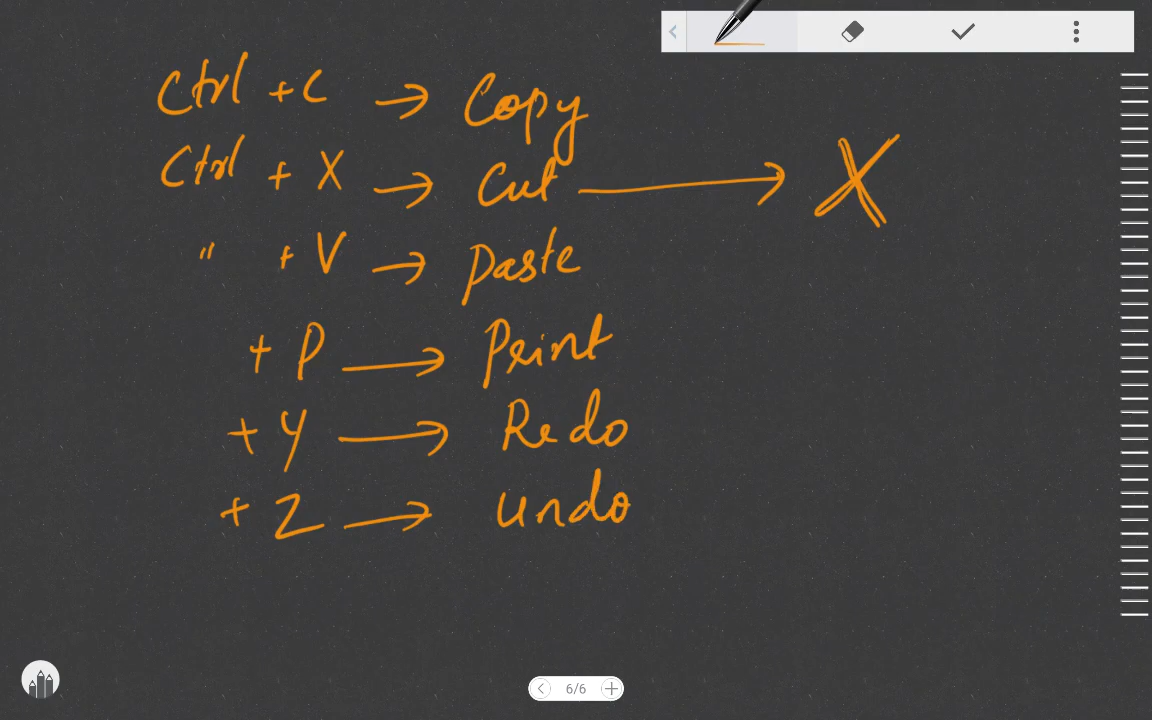 Ctrl + C → Copy
Ctrl + X → Cut → X
" + V → Paste
+ P → Print
+ y → Redo
+ Z → Undo
6/6